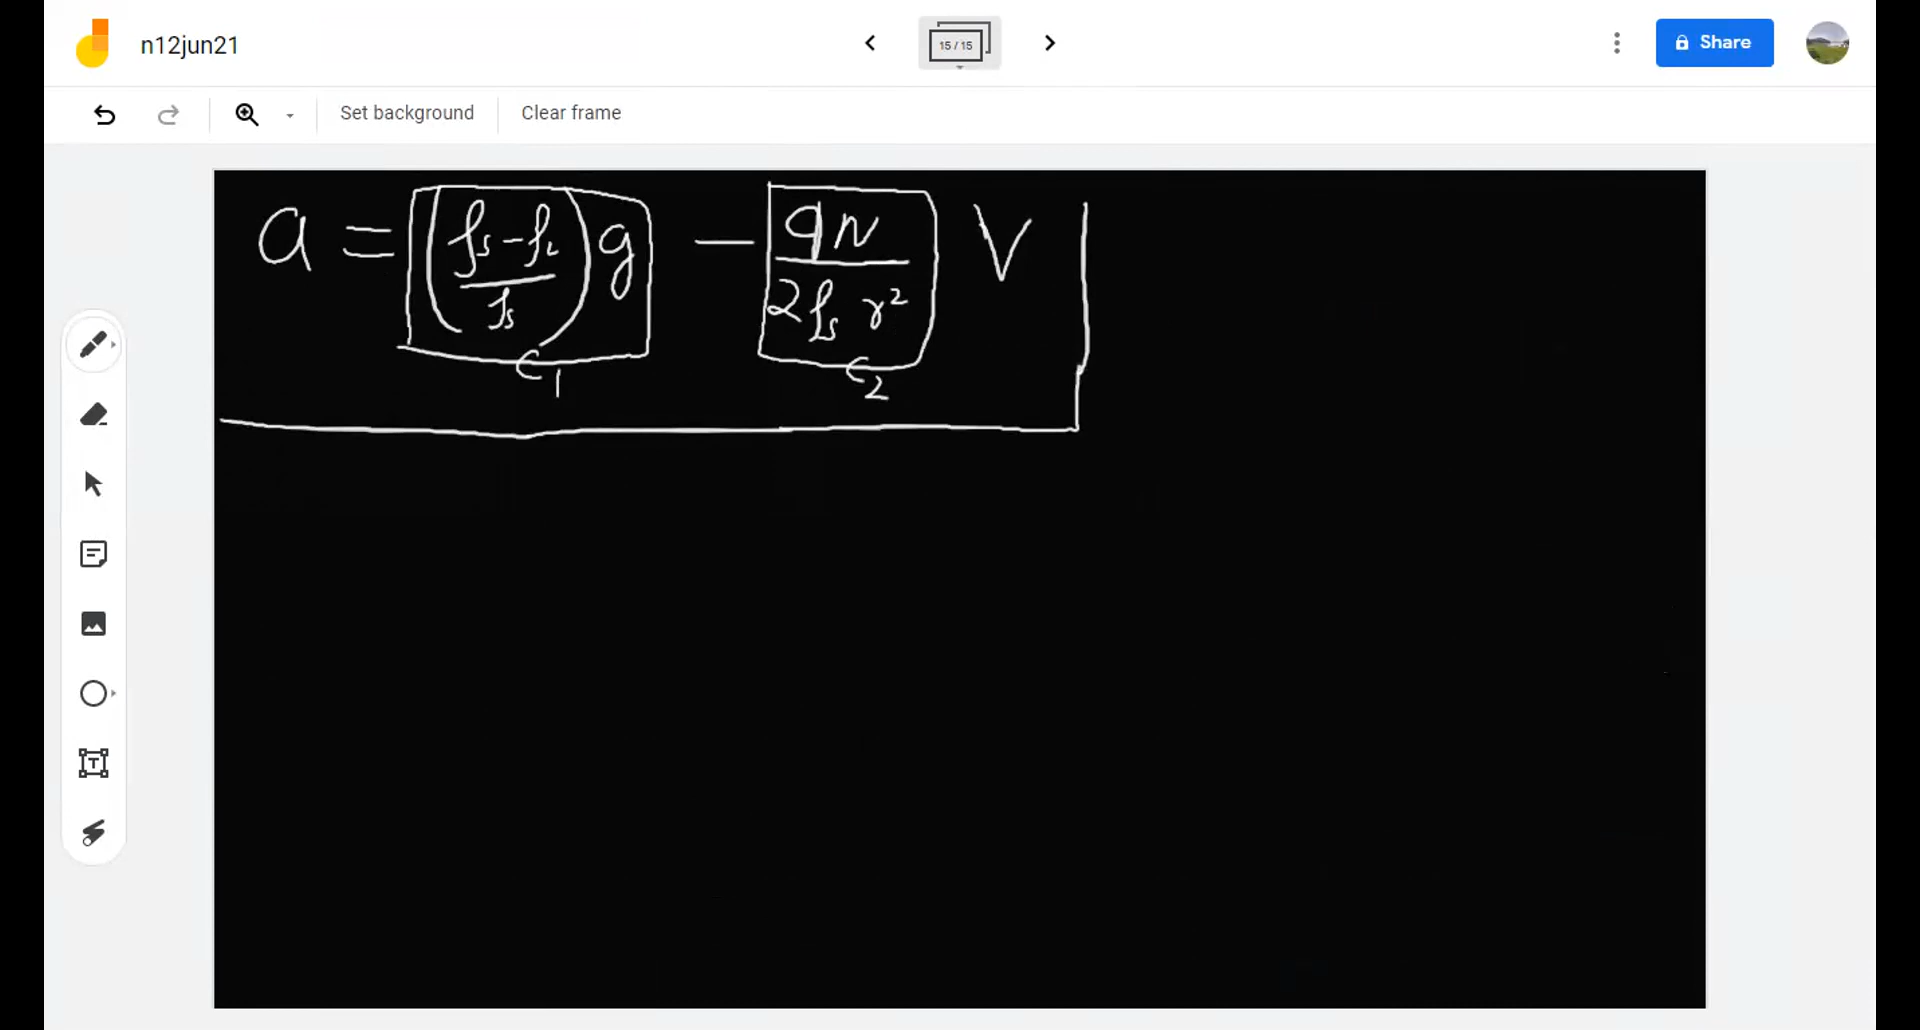 n12jun21
15 / 15
Share
Set background
Clear frame
a = ((ρs - ρL)/ρs) g - (9η/(2ρs r²)) V
C1 C2